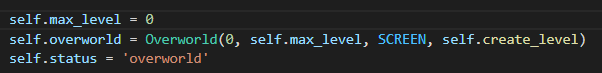 self.max_level = 0
self.overworld = Overworld(0, self.max_level, SCREEN, self.create_level)
self.status = 'overworld'